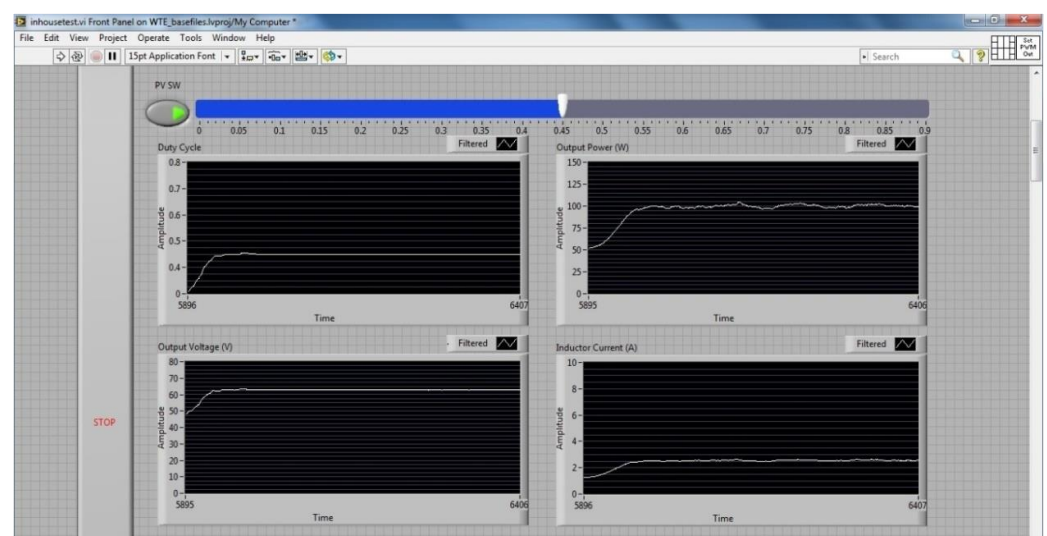 inhousetest.vi Front Panel on WTE_basefiles.lvproj/My Computer *
File Edit View Project Operate Tools Window Help
15pt Application Font
Search
Set
PWM
Out
PV SW
0 0.05 0.1 0.15 0.2 0.25 0.3 0.35 0.4 0.45 0.5 0.55 0.6 0.65 0.7 0.75 0.8 0.85 0.9
Duty Cycle
Filtered
Amplitude
0.8
0.7
0.6
0.5
0.4
0
5896
6407
Time
Output Power (W)
Filtered
Amplitude
150
125
100
75
50
25
0
5895
6406
Time
Output Voltage (V)
Filtered
Amplitude
80
70
60
50
40
30
20
10
0
5895
6406
Time
Inductor Current (A)
Filtered
Amplitude
10
8
6
4
2
0
5896
6407
Time
STOP